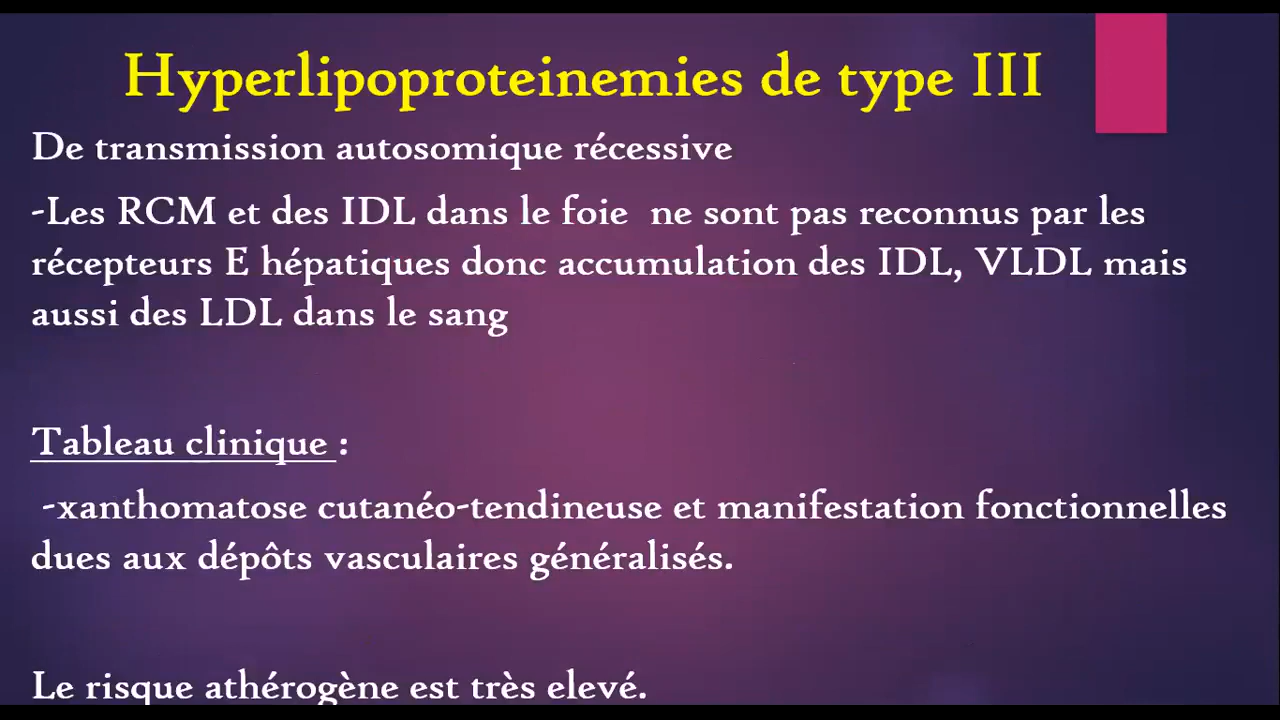 Hyperlipoproteinemies de type III
De transmission autosomique récessive
-Les RCM et des IDL dans le foie ne sont pas reconnus par les
récepteurs E hépatiques donc accumulation des IDL, VLDL mais
aussi des LDL dans le sang
Tableau clinique :
-xanthomatose cutanéo-tendineuse et manifestation fonctionnelles
dues aux dépôts vasculaires généralisés.
Le risque athérogène est très elevé.